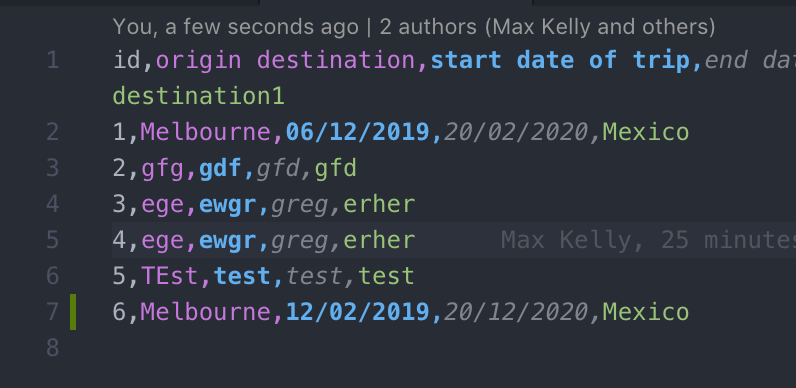 You, a few seconds ago | 2 authors (Max Kelly and others)
1 id,origin destination,start date of trip,end
destination1
2 1,Melbourne,06/12/2019,20/02/2020,Mexico
3 2,gfg,gdf,gfd,gfd
4 3,ege,ewgr,greg,erher
5 4,ege,ewgr,greg,erher Max Kelly, 25 minutes
6 5,TEst,test,test,test
7 6,Melbourne,12/02/2019,20/12/2020,Mexico
8